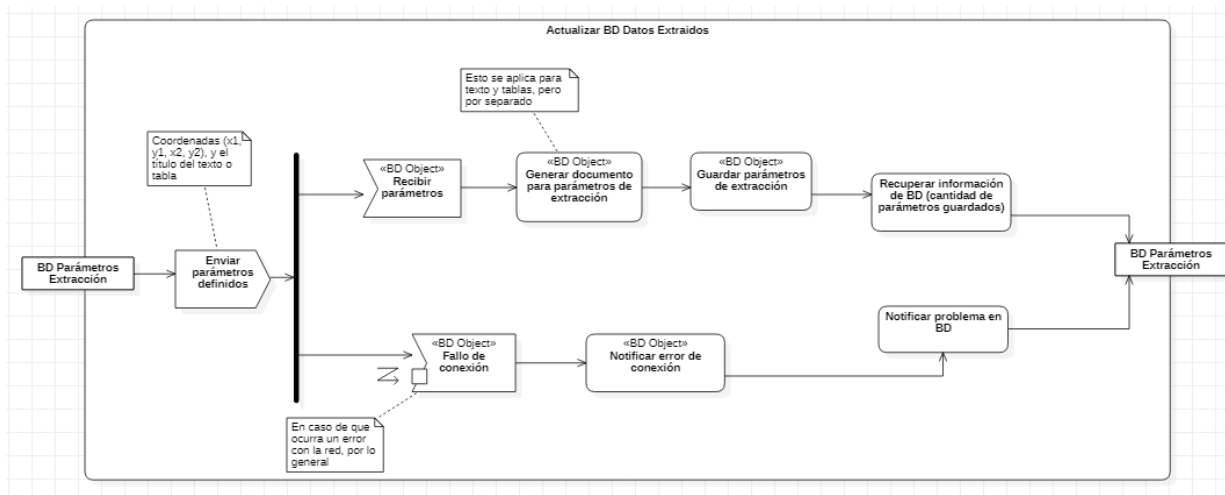 Actualizar BD Datos Extraidos
Esto se aplica para
texto y tablas, pero
por separado
Coordenadas (x1,
y1, x2, y2), y el
título del texto o
tabla
«BD Object»
Recibir
parámetros
«BD Object»
Generar documento
para parámetros de
extracción
«BD Object»
Guardar parámetros
de extracción
Recuperar información
de BD (cantidad de
parámetros guardados)
BD Parámetros
Extracción
Enviar
parámetros
definidos
BD Parámetros
Extracción
«BD Object»
Fallo de
conexión
«BD Object»
Notificar error de
conexión
Notificar problema en
BD
En caso de que
ocurra un error
con la red, por lo
general